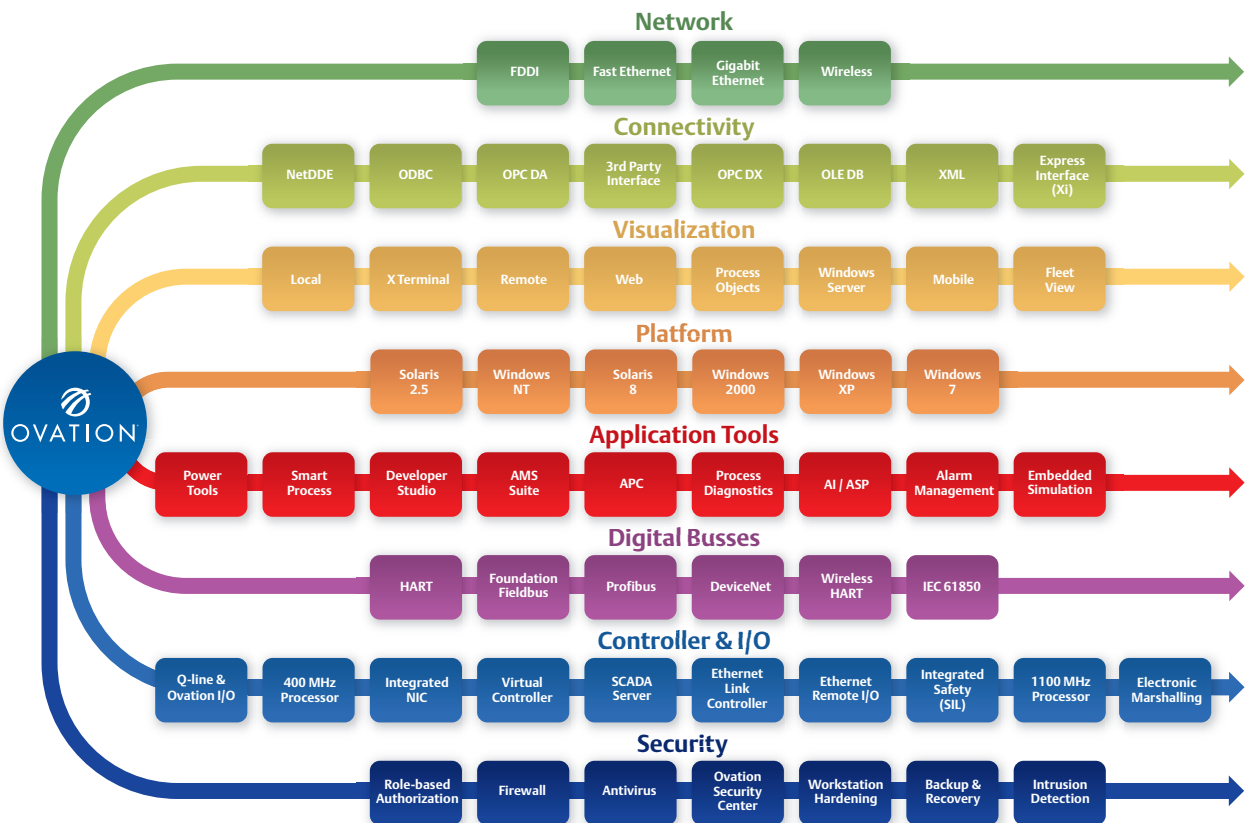 Network
FDDI
Fast Ethernet
Gigabit
Ethernet
Wireless
Connectivity
NetDDE
ODBC
OPC DA
3rd Party
Interface
OPC DX
OLE DB
XML
Express
Interface
(Xi)
Visualization
Local
X Terminal
Remote
Web
Process
Objects
Windows
Server
Mobile
Fleet
View
Platform
Solaris
2.5
Windows
NT
Solaris
8
Windows
2000
Windows
XP
Windows
7
OVATION
Application Tools
Power
Tools
Smart
Process
Developer
Studio
AMS
Suite
APC
Process
Diagnostics
AI / ASP
Alarm
Management
Embedded
Simulation
Digital Busses
HART
Foundation
Fieldbus
Profibus
DeviceNet
Wireless
HART
IEC 61850
Controller & I/O
Q-line &
Ovation I/O
400 MHz
Processor
Integrated
NIC
Virtual
Controller
SCADA
Server
Ethernet
Link
Controller
Ethernet
Remote I/O
Integrated
Safety
(SIL)
1100 MHz
Processor
Electronic
Marshalling
Security
Role-based
Authorization
Firewall
Antivirus
Ovation
Security
Center
Workstation
Hardening
Backup &
Recovery
Intrusion
Detection